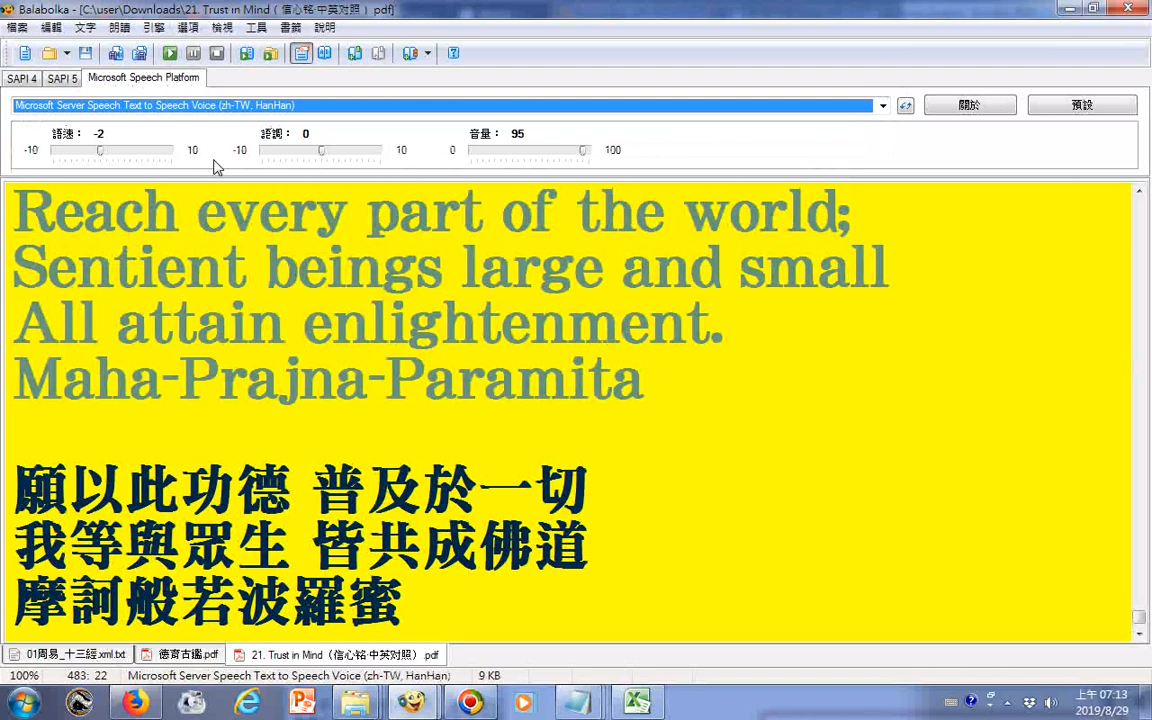 Balabolka - [C:\user\Downloads\21. Trust in Mind（信心铭·中英对照）.pdf]
檔案 編輯 文字 朗讀 引擎 選項 檢視 工具 書籤 說明
SAPI 4 SAPI 5 Microsoft Speech Platform
Microsoft Server Speech Text to Speech Voice (zh-TW, HanHan) 關於 預設
語速： -2 語調： 0 音量： 95
-10 10 -10 10 0 100
Reach every part of the world;
Sentient beings large and small
All attain enlightenment.
Maha-Prajna-Paramita
願以此功德 普及於一切
我等與眾生 皆共成佛道
摩訶般若波羅蜜
01周易_十三經.xml.txt 德育古鑑.pdf 21. Trust in Mind（信心铭·中英对照）.pdf
100% 483: 22 Microsoft Server Speech Text to Speech Voice (zh-TW, HanHan) 9 KB
上午 07:13
2019/8/29